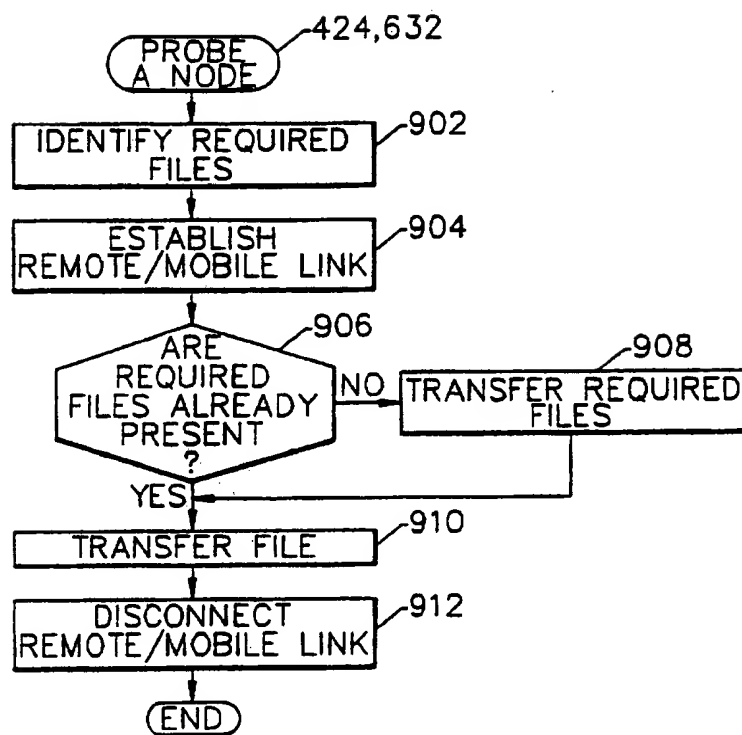 PROBE
A NODE
424,632
IDENTIFY REQUIRED
FILES
902
ESTABLISH
REMOTE/MOBILE LINK
904
ARE
REQUIRED
FILES ALREADY
PRESENT
?
906
NO
TRANSFER REQUIRED
FILES
908
YES
TRANSFER FILE
910
DISCONNECT
REMOTE/MOBILE LINK
912
END